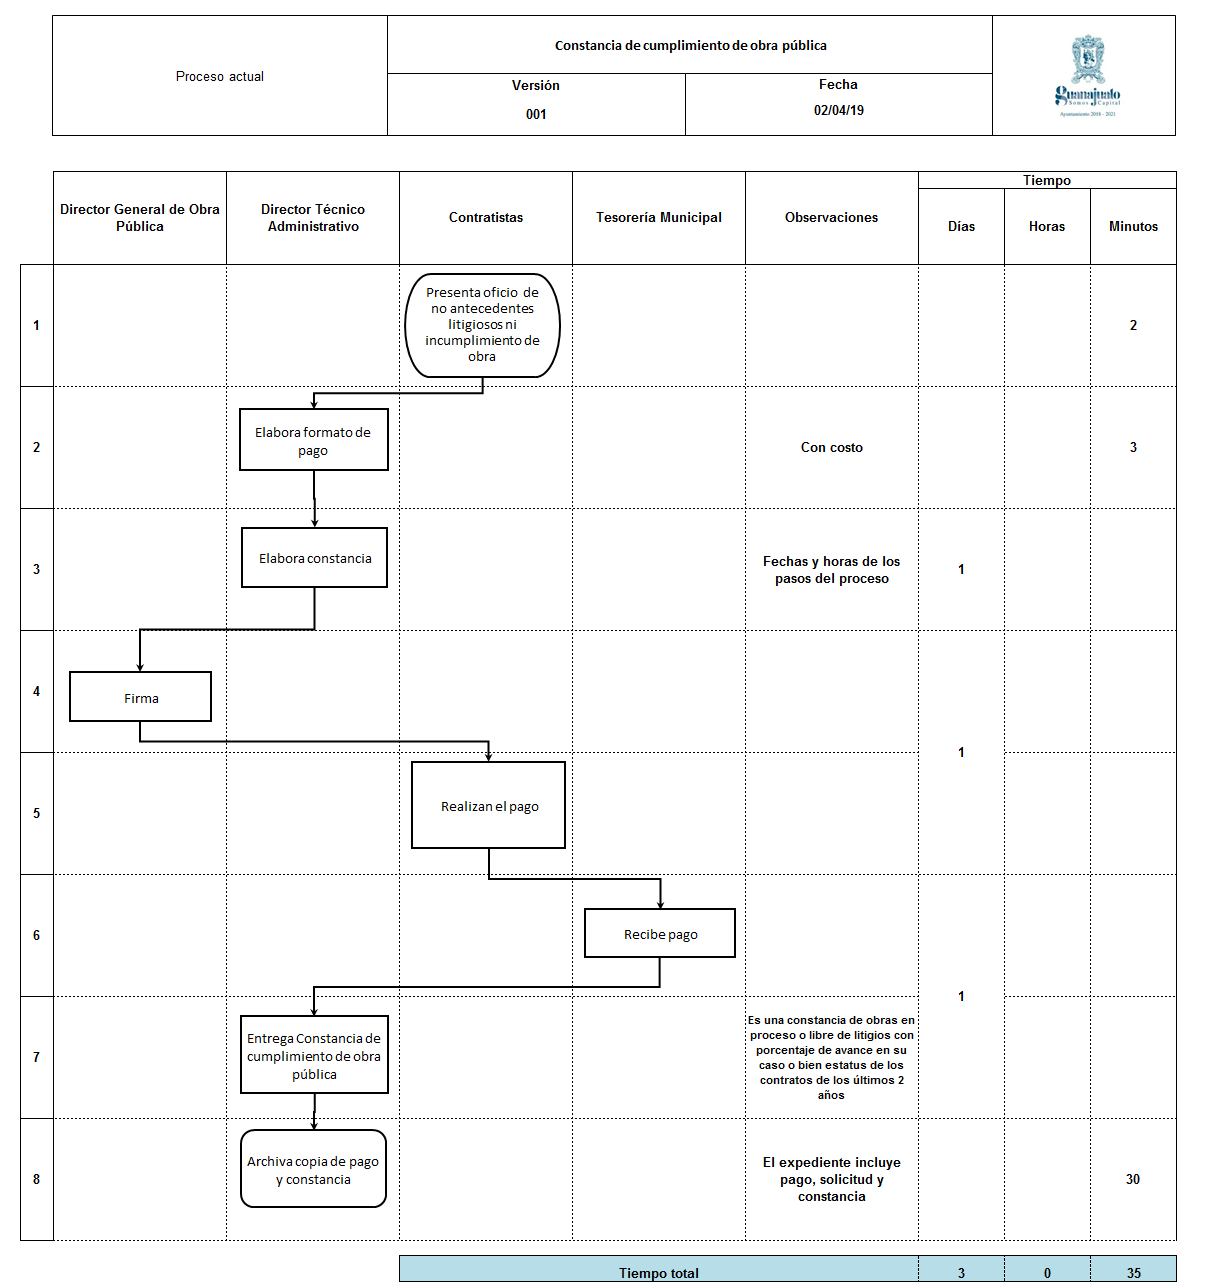 Proceso actual
Constancia de cumplimiento de obra pública
Versión
001
Fecha
02/04/19
Guanajuato
Somos Capital
Ayuntamiento 2018 - 2021
Director General de Obra
Pública
Director Técnico
Administrativo
Contratistas
Tesorería Municipal
Observaciones
Tiempo
Días
Horas
Minutos
1
Presenta oficio de
no antecedentes
litigiosos ni
incumplimiento de
obra
2
2
Elabora formato de
pago
Con costo
3
3
Elabora constancia
Fechas y horas de los
pasos del proceso
1
4
Firma
1
5
Realizan el pago
6
Recibe pago
1
7
Entrega Constancia de
cumplimiento de obra
pública
Es una constancia de obras en
proceso o libre de litigios con
porcentaje de avance en su
caso o bien estatus de los
contratos de los últimos 2
años
8
Archiva copia de pago
y constancia
El expediente incluye
pago, solicitud y
constancia
30
Tiempo total
3
0
35